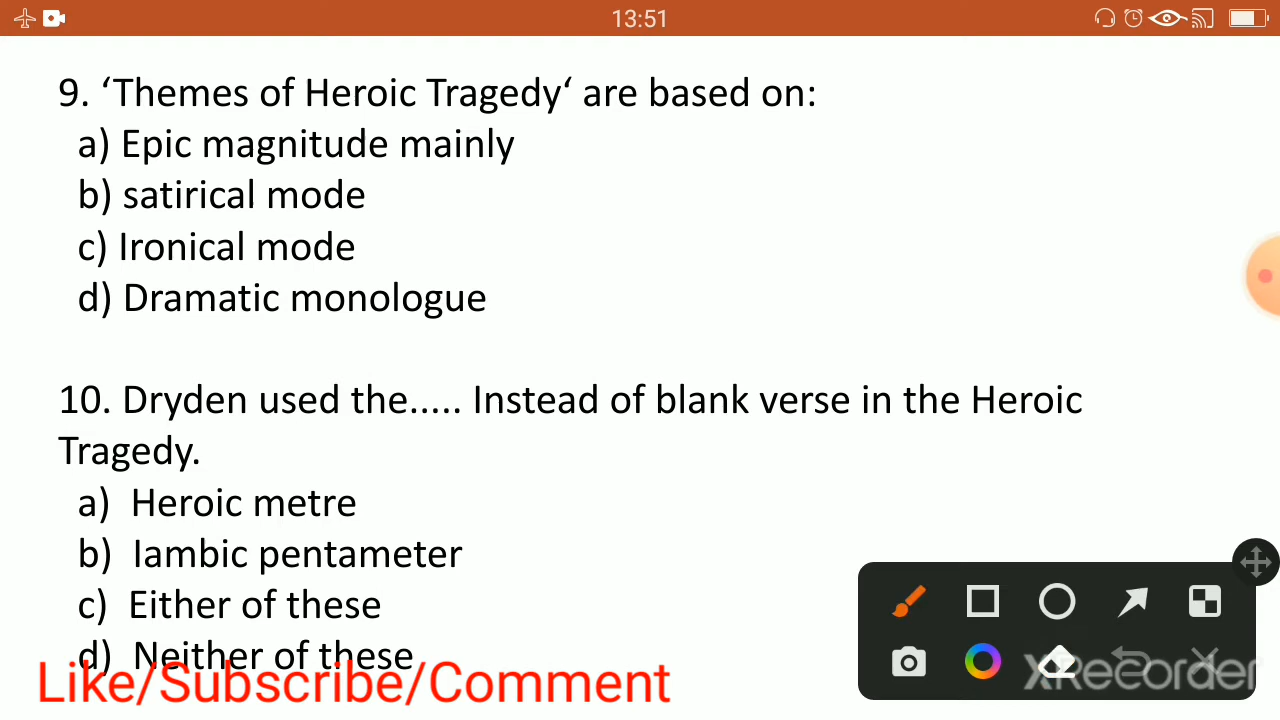 13:51
9. ‘Themes of Heroic Tragedy‘ are based on:
a) Epic magnitude mainly
b) satirical mode
c) Ironical mode
d) Dramatic monologue
10. Dryden used the..... Instead of blank verse in the Heroic
Tragedy.
a) Heroic metre
b) Iambic pentameter
c) Either of these
d) Neither of these
Like/Subscribe/Comment
XRecorder